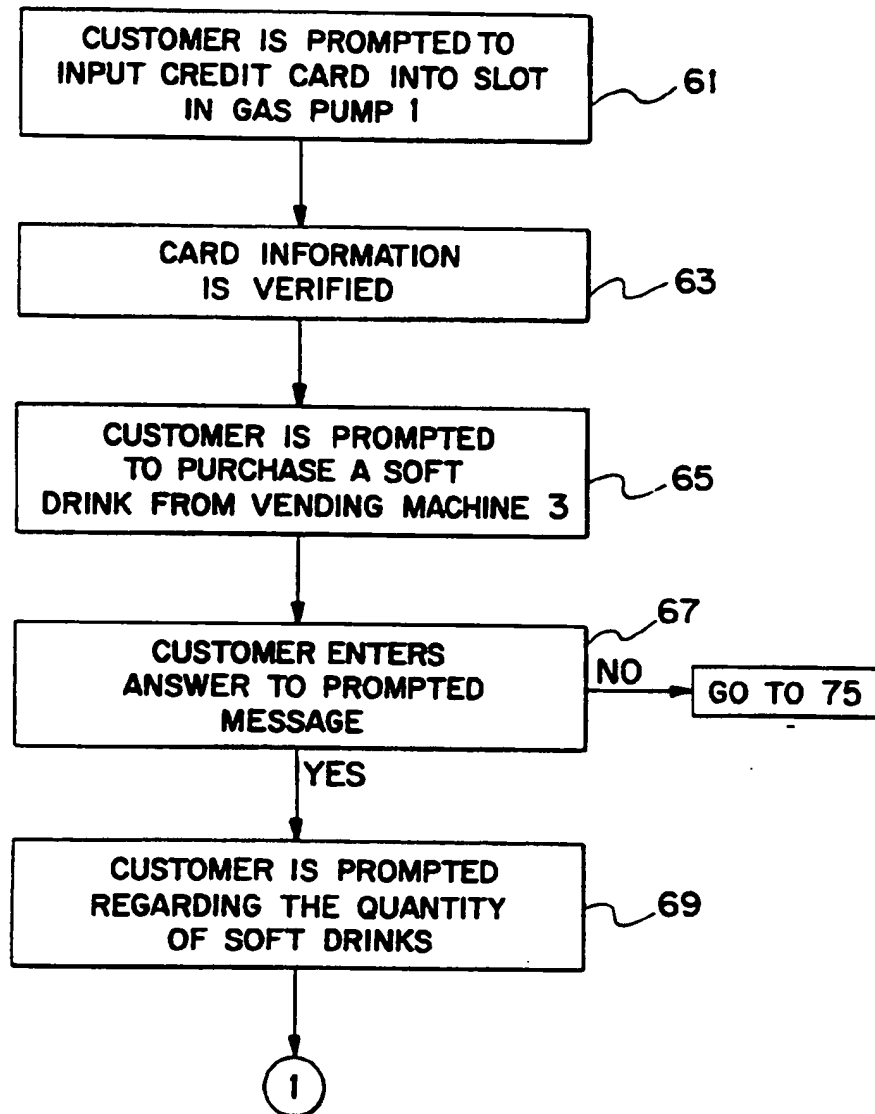 CUSTOMER IS PROMPTED TO
INPUT CREDIT CARD INTO SLOT
IN GAS PUMP 1
61
CARD INFORMATION
IS VERIFIED
63
CUSTOMER IS PROMPTED
TO PURCHASE A SOFT
DRINK FROM VENDING MACHINE 3
65
67
CUSTOMER ENTERS
ANSWER TO PROMPTED
MESSAGE
NO
GO TO 75
YES
CUSTOMER IS PROMPTED
REGARDING THE QUANTITY
OF SOFT DRINKS
69
1